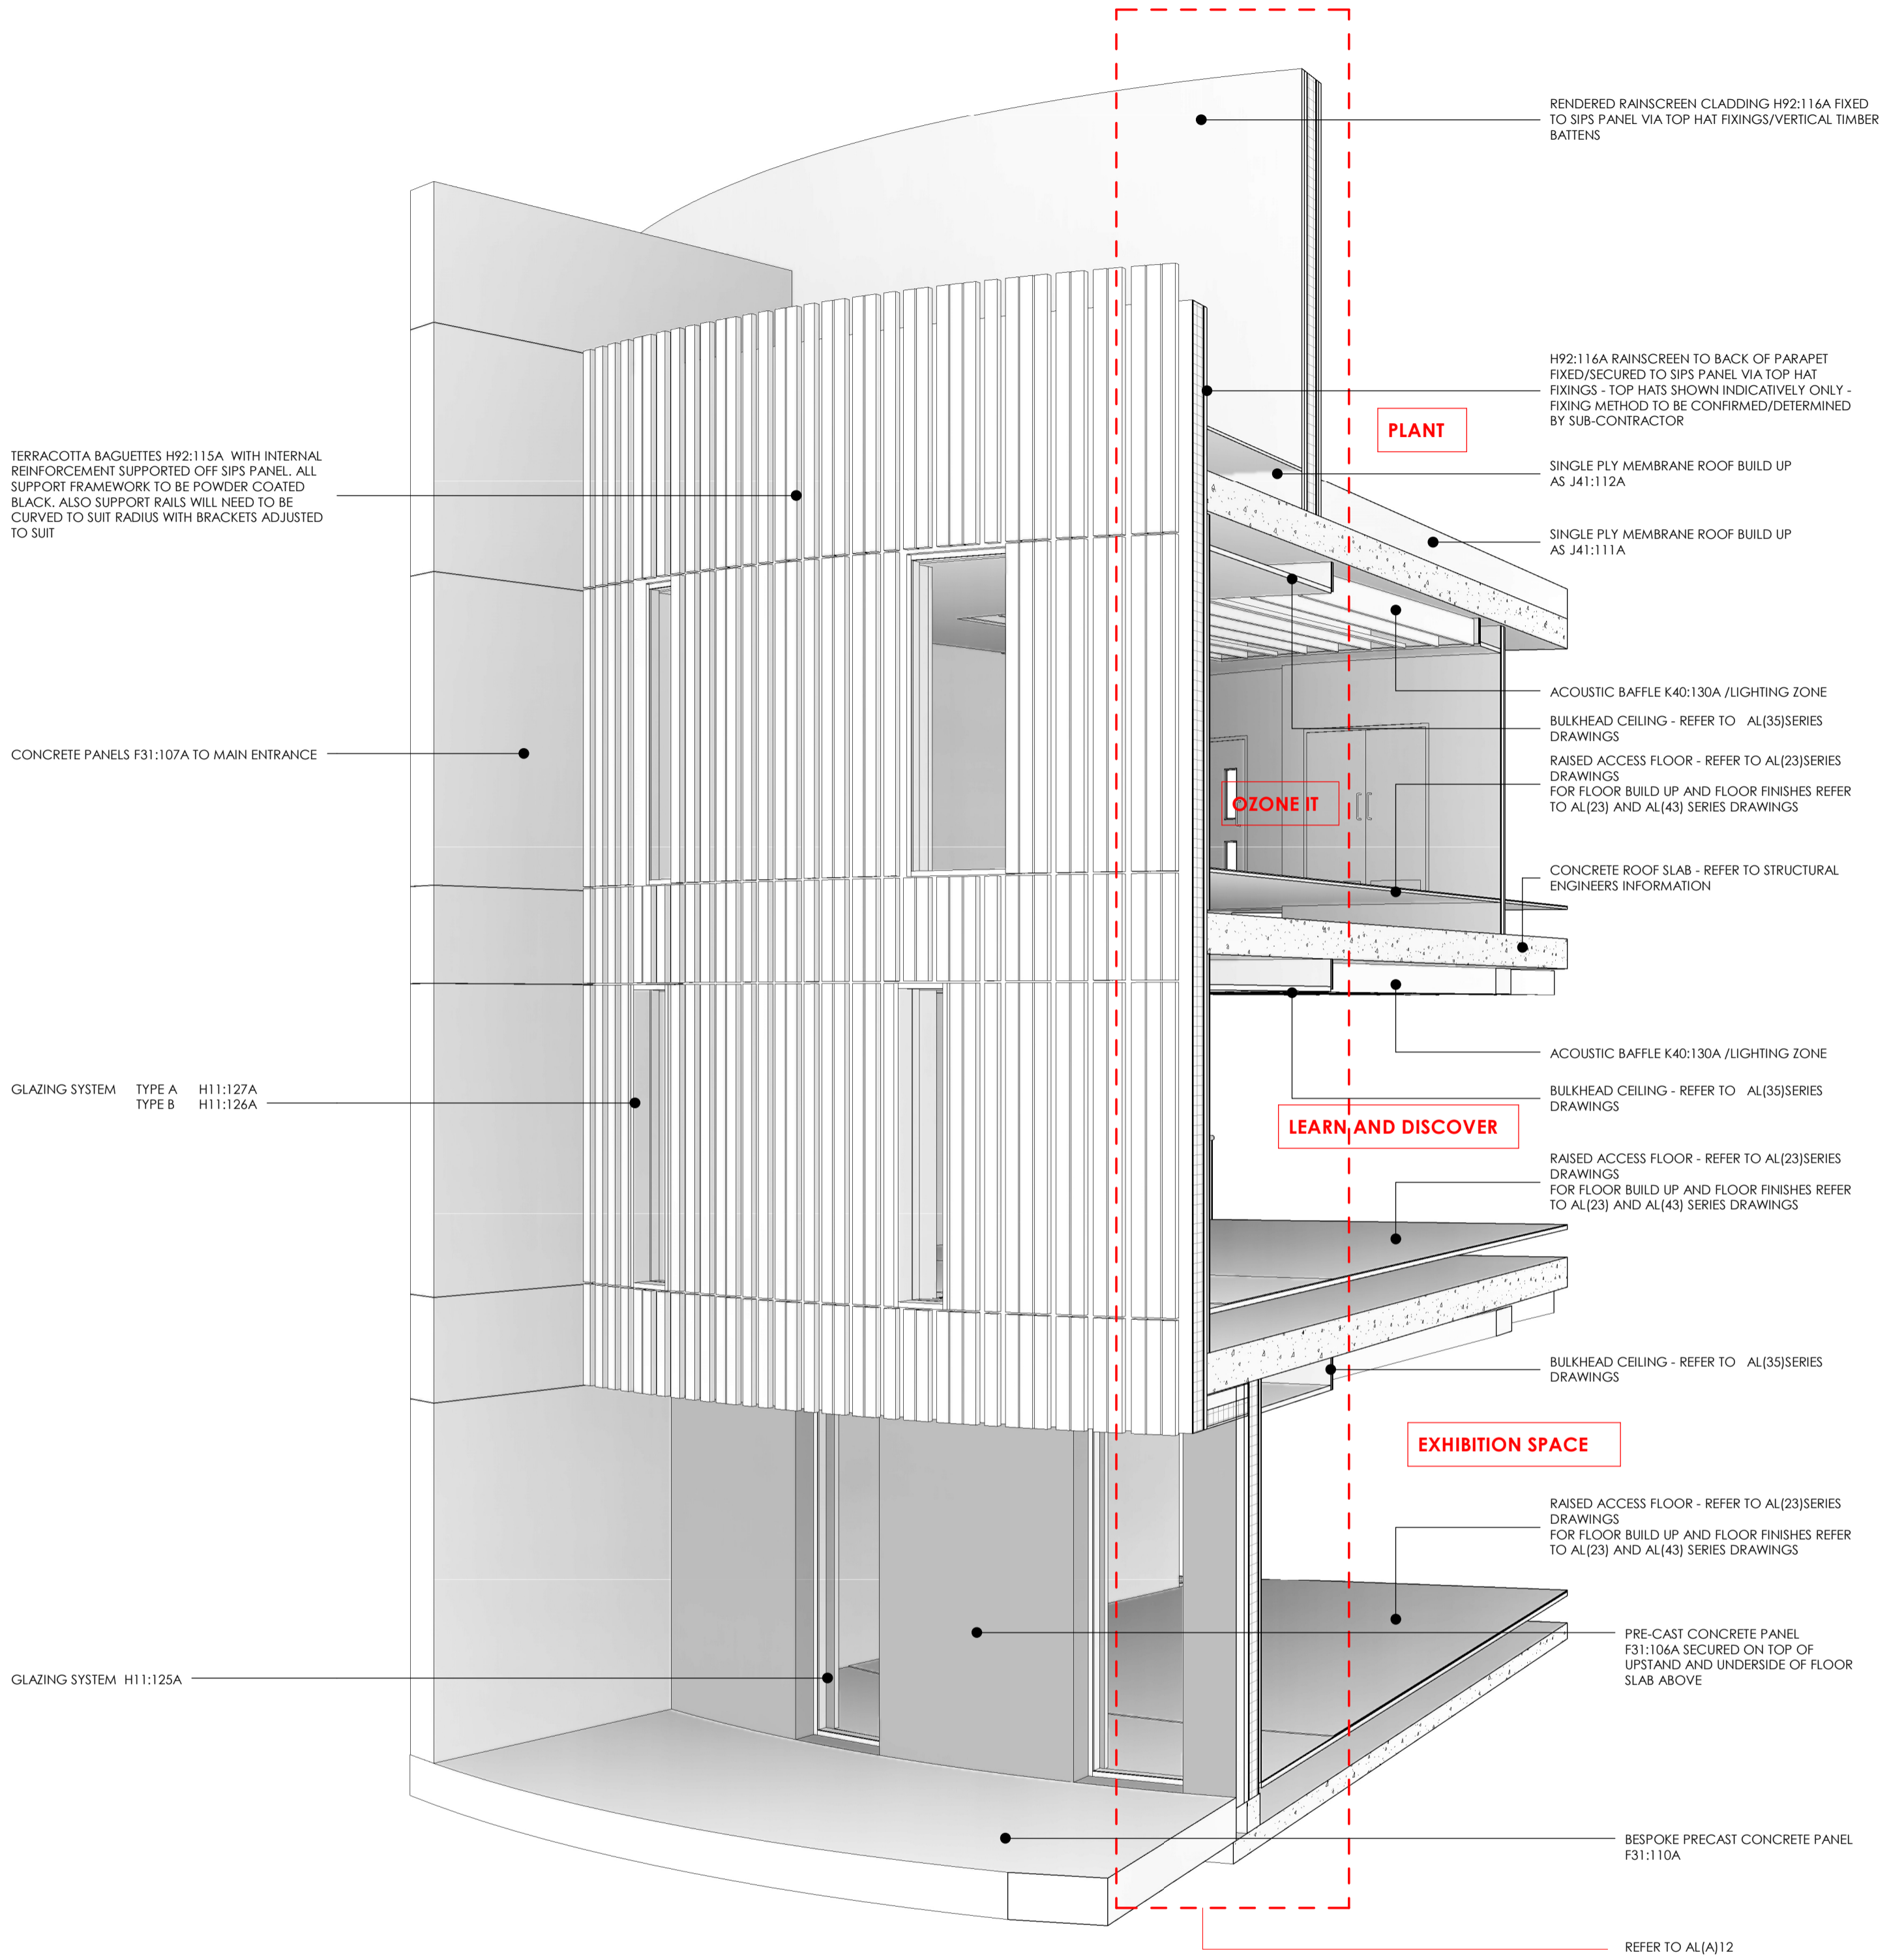 RENDERED RAINSCREEN CLADDING H92:116A FIXED
TO SIPS PANEL VIA TOP HAT FIXINGS/VERTICAL TIMBER
BATTENS
H92:116A RAINSCREEN TO BACK OF PARAPET
FIXED/SECURED TO SIPS PANEL VIA TOP HAT
FIXINGS - TOP HATS SHOWN INDICATIVELY ONLY -
FIXING METHOD TO BE CONFIRMED/DETERMINED
BY SUB-CONTRACTOR
PLANT
TERRACOTTA BAGUETTES H92:115A WITH INTERNAL
REINFORCEMENT SUPPORTED OFF SIPS PANEL. ALL
SUPPORT FRAMEWORK TO BE POWDER COATED
BLACK. ALSO SUPPORT RAILS WILL NEED TO BE
CURVED TO SUIT RADIUS WITH BRACKETS ADJUSTED
TO SUIT
SINGLE PLY MEMBRANE ROOF BUILD UP
AS J41:112A
SINGLE PLY MEMBRANE ROOF BUILD UP
AS J41:111A
ACOUSTIC BAFFLE K40:130A /LIGHTING ZONE
BULKHEAD CEILING - REFER TO AL(35)SERIES
DRAWINGS
CONCRETE PANELS F31:107A TO MAIN ENTRANCE
RAISED ACCESS FLOOR - REFER TO AL(23)SERIES
DRAWINGS
FOR FLOOR BUILD UP AND FLOOR FINISHES REFER
TO AL(23) AND AL(43) SERIES DRAWINGS
OZONE IT
CONCRETE ROOF SLAB - REFER TO STRUCTURAL
ENGINEERS INFORMATION
ACOUSTIC BAFFLE K40:130A /LIGHTING ZONE
GLAZING SYSTEM TYPE A H11:127A
TYPE B H11:126A
BULKHEAD CEILING - REFER TO AL(35)SERIES
DRAWINGS
LEARN AND DISCOVER
RAISED ACCESS FLOOR - REFER TO AL(23)SERIES
DRAWINGS
FOR FLOOR BUILD UP AND FLOOR FINISHES REFER
TO AL(23) AND AL(43) SERIES DRAWINGS
BULKHEAD CEILING - REFER TO AL(35)SERIES
DRAWINGS
EXHIBITION SPACE
RAISED ACCESS FLOOR - REFER TO AL(23)SERIES
DRAWINGS
FOR FLOOR BUILD UP AND FLOOR FINISHES REFER
TO AL(23) AND AL(43) SERIES DRAWINGS
PRE-CAST CONCRETE PANEL
F31:106A SECURED ON TOP OF
UPSTAND AND UNDERSIDE OF FLOOR
SLAB ABOVE
GLAZING SYSTEM H11:125A
BESPOKE PRECAST CONCRETE PANEL
F31:110A
REFER TO AL(A)12